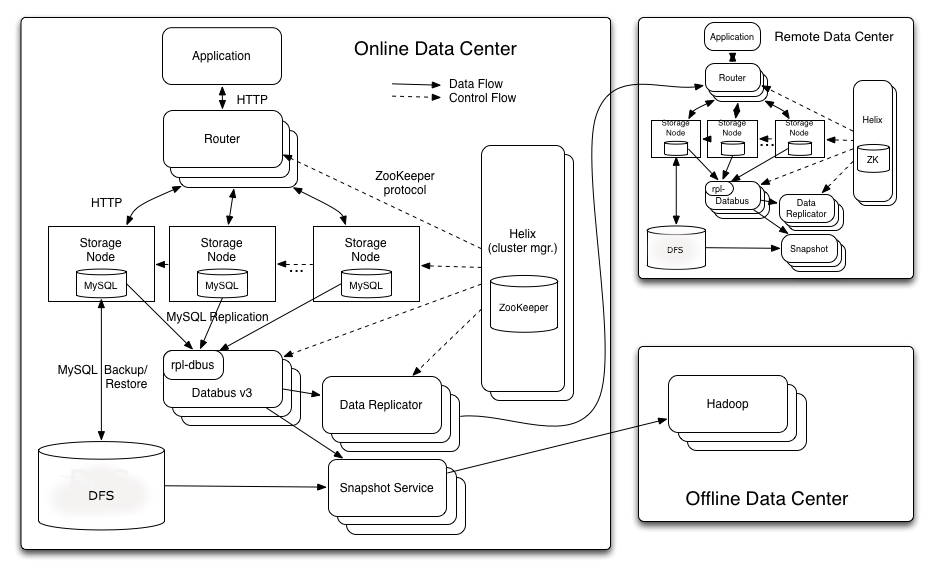 Online Data Center
Application
Data Flow
Control Flow
HTTP
Router
ZooKeeper
protocol
HTTP
Storage
Node
MySQL
Storage
Node
MySQL
...
Storage
Node
MySQL
Helix
(cluster mgr.)
ZooKeeper
MySQL Replication
rpl-dbus
Databus v3
MySQL Backup/
Restore
Data Replicator
DFS
Snapshot Service
Remote Data Center
Application
Router
Storage
Node
Storage
Node
...
Storage
Node
Helix
ZK
rpl-
Databus
Data
Replicator
DFS
Snapshot
Hadoop
Offline Data Center